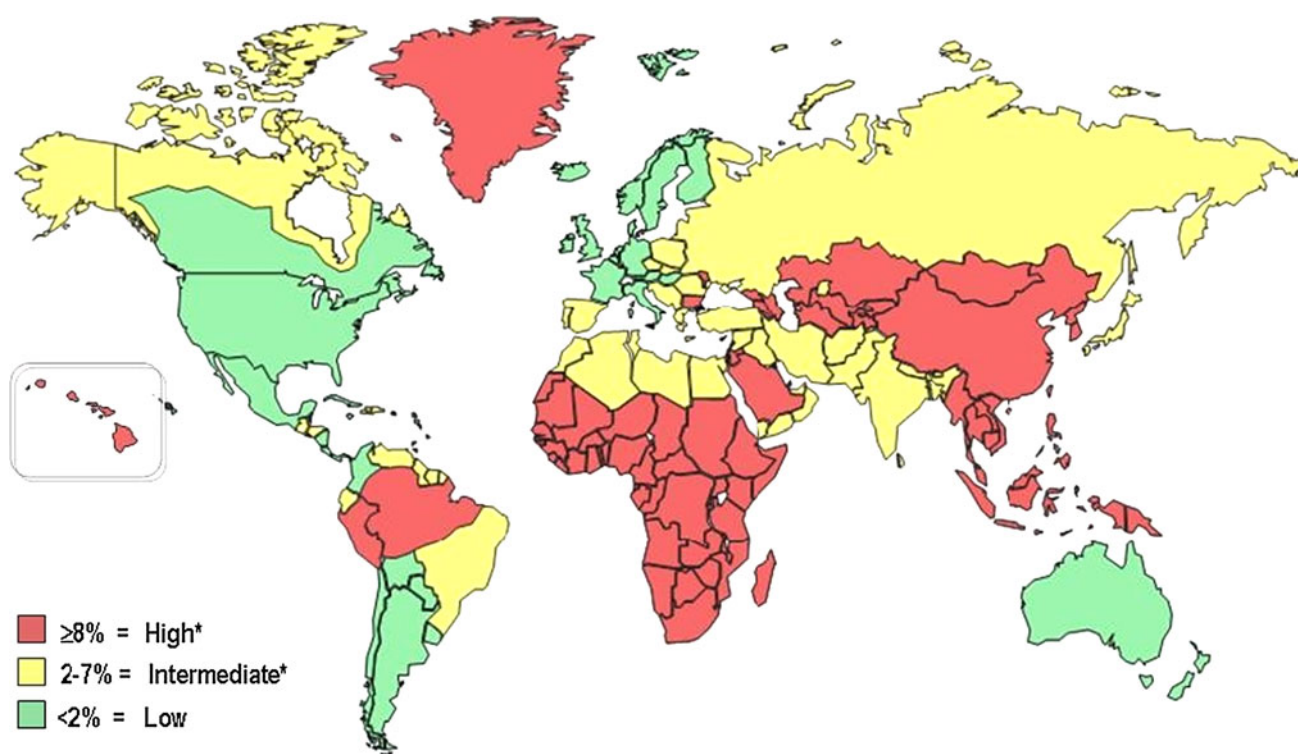 ≥8% = High*
2-7% = Intermediate*
<2% = Low